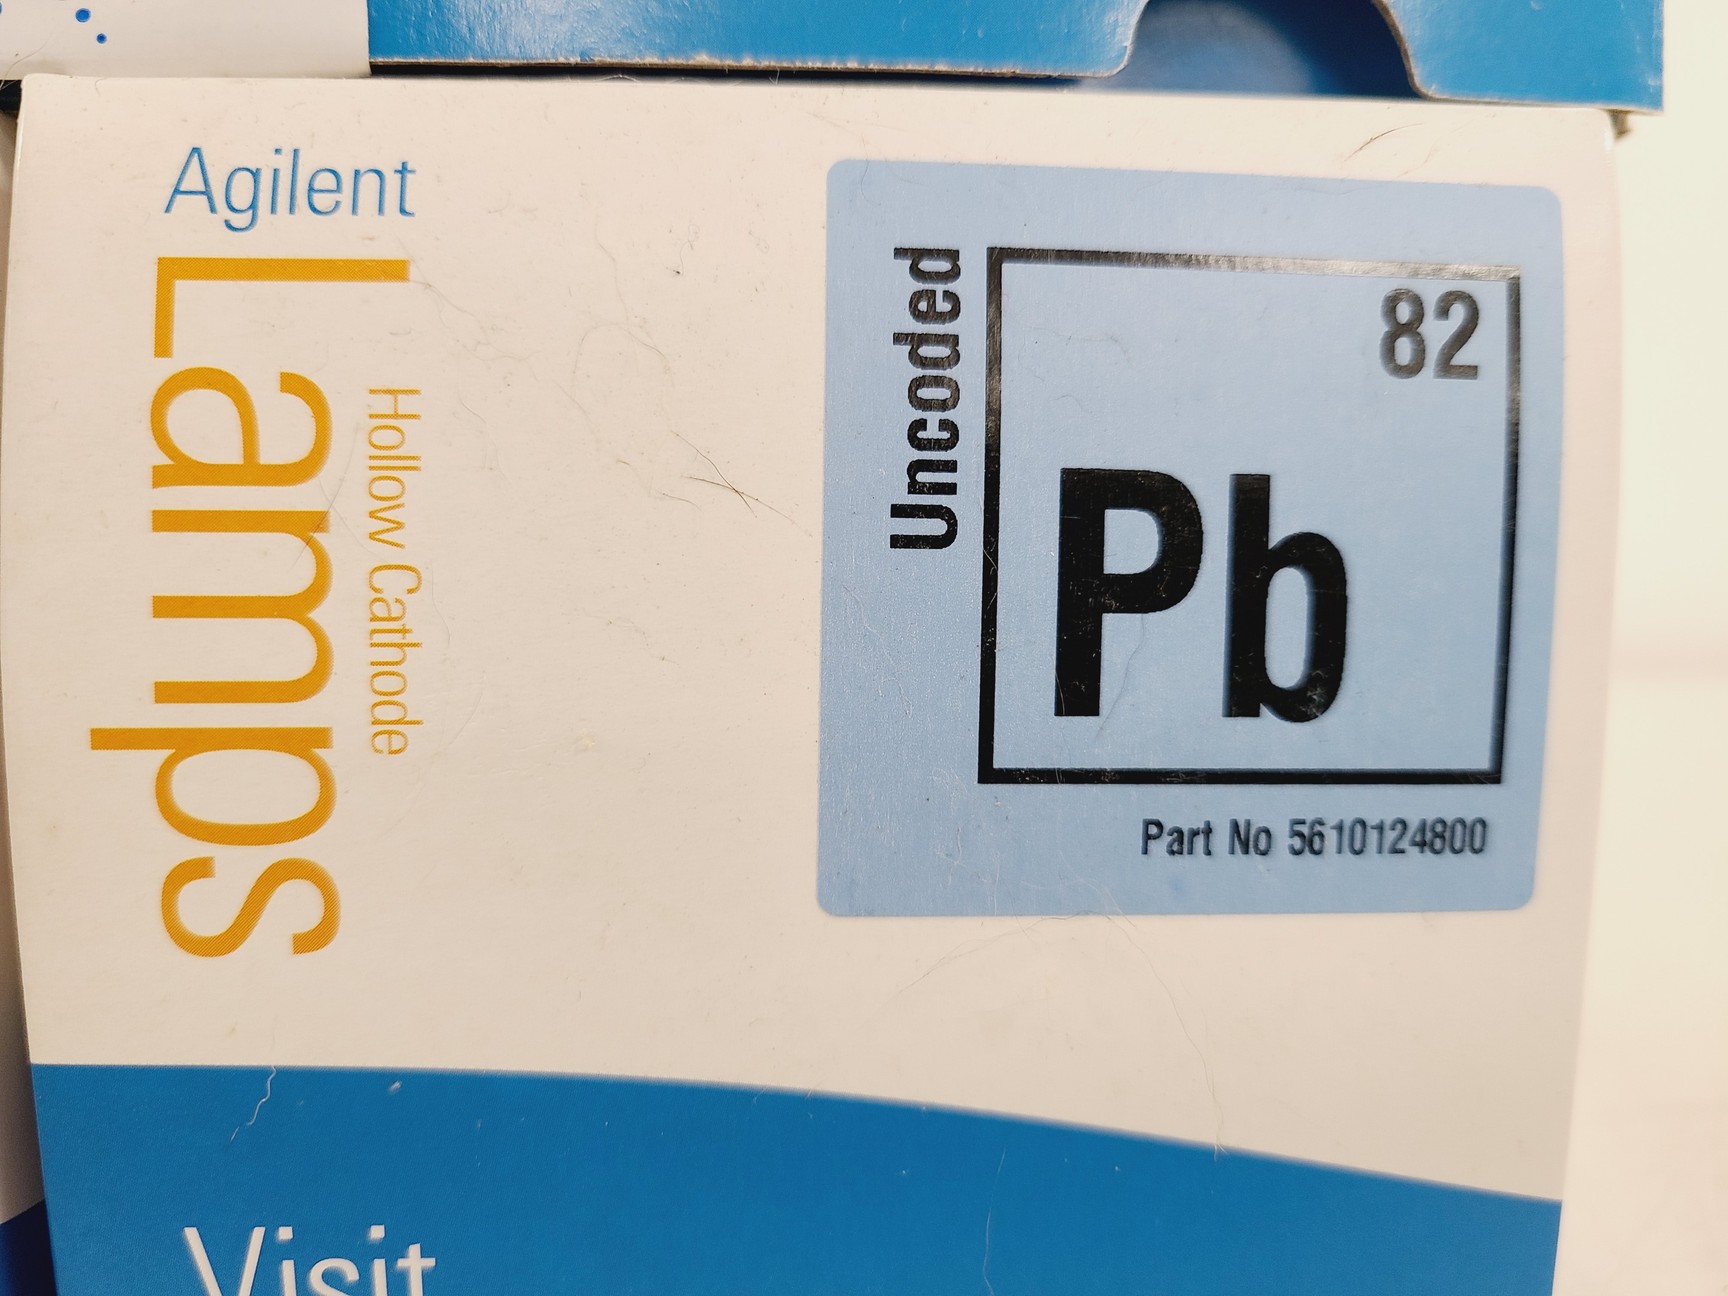 Agilent
Lamps
Hollow Cathode
Uncoded
82
Pb
Part No 5610124800
Visit